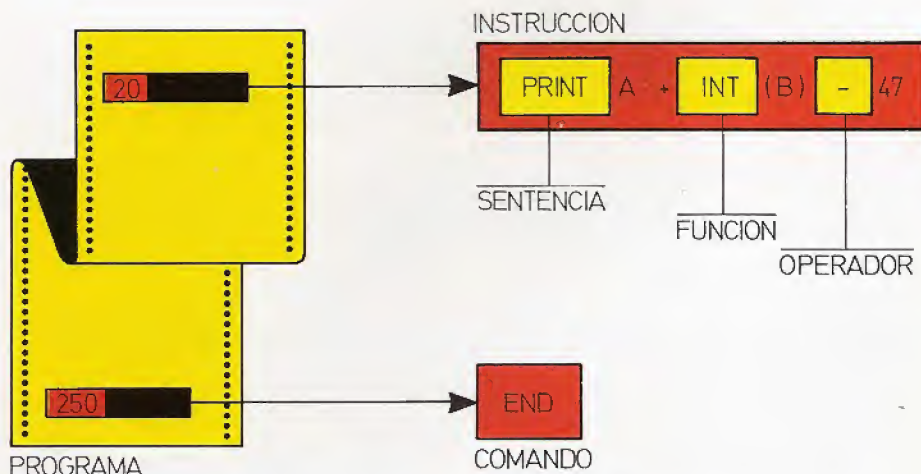 INSTRUCCION
20
PRINT A + INT (B) - 47
SENTENCIA
FUNCION
OPERADOR
250
END
PROGRAMA
COMANDO